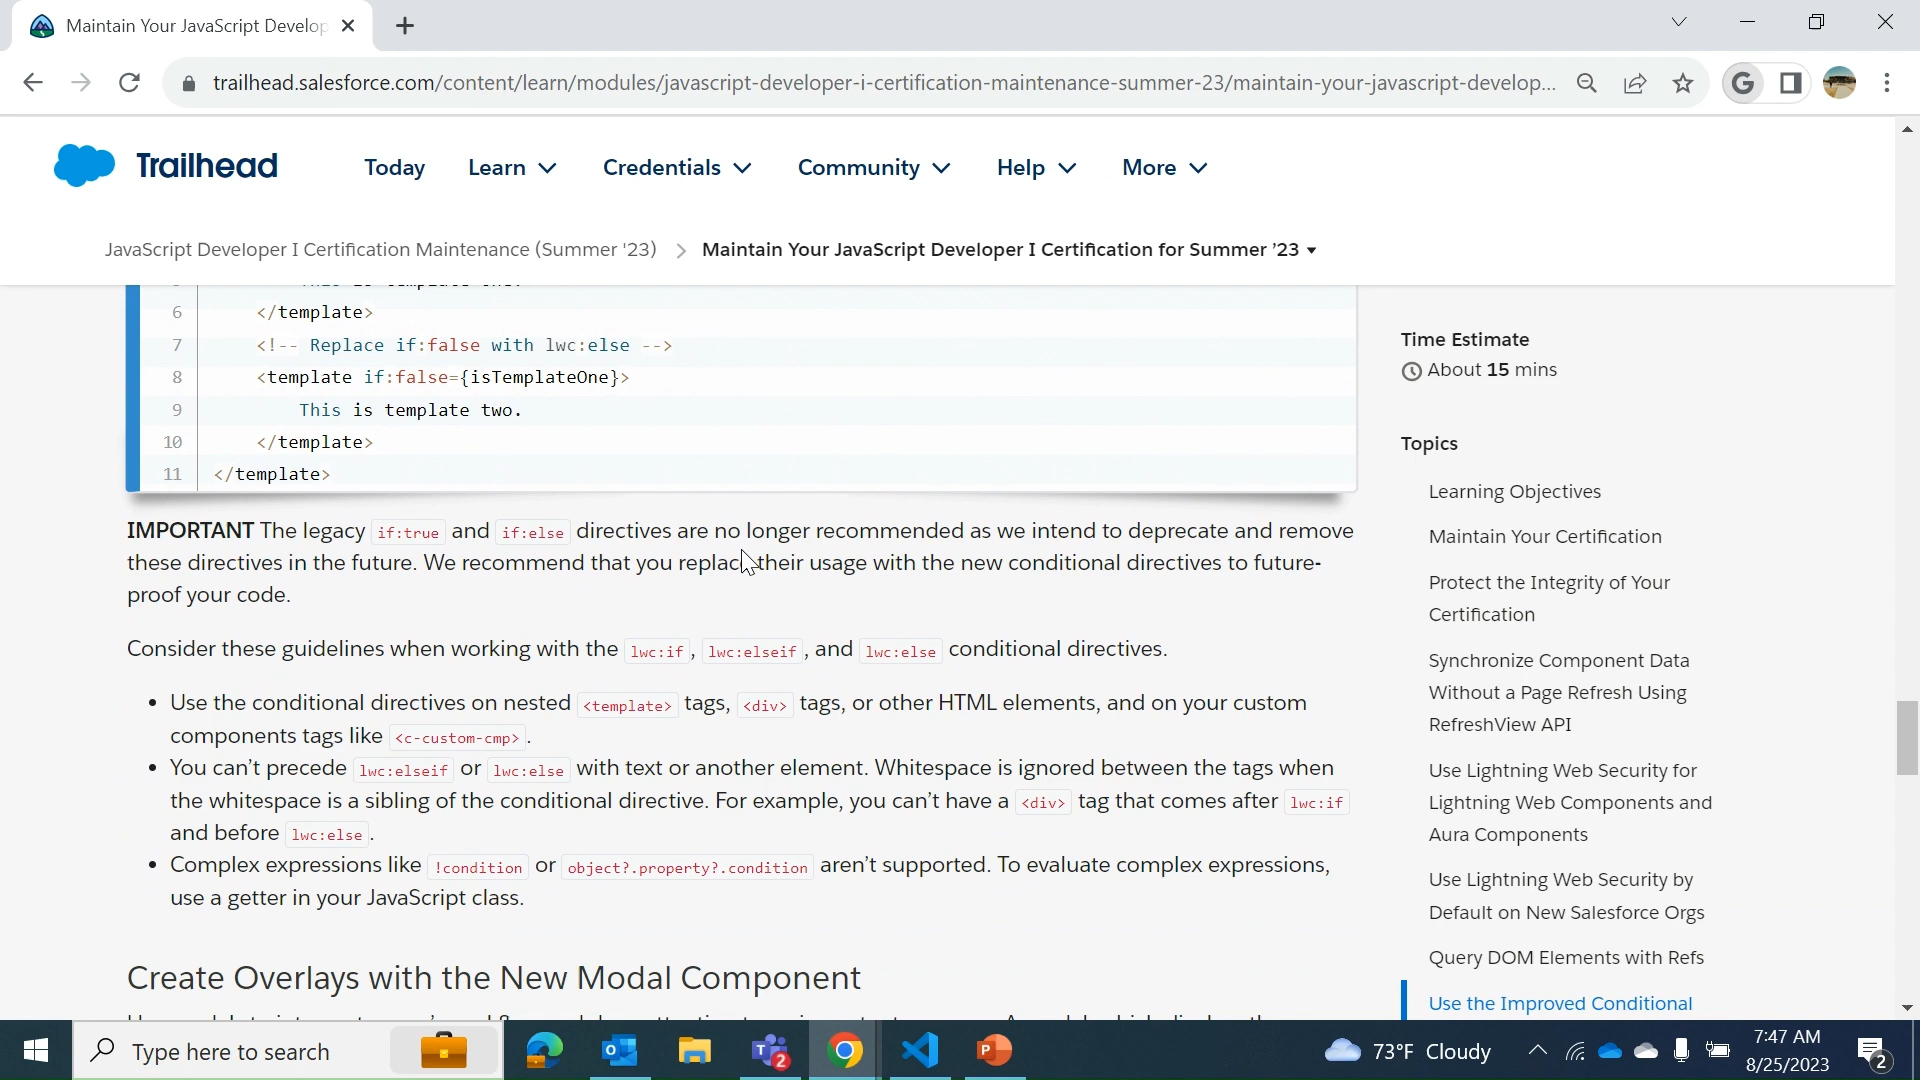 Maintain Your JavaScript Develop
trailhead.salesforce.com/content/learn/modules/javascript-developer-i-certification-maintenance-summer-23/maintain-your-javascript-develop...
Trailhead
Today
Learn
Credentials
Community
Help
More
JavaScript Developer I Certification Maintenance (Summer '23)
Maintain Your JavaScript Developer I Certification for Summer ’23
6 </template>
7 <!-- Replace if:false with lwc:else -->
8 <template if:false={isTemplateOne}>
9 This is template two.
10 </template>
11 </template>
IMPORTANT The legacy if:true and if:else directives are no longer recommended as we intend to deprecate and remove
these directives in the future. We recommend that you replace their usage with the new conditional directives to future-
proof your code.
Consider these guidelines when working with the lwc:if, lwc:elseif, and lwc:else conditional directives.
• Use the conditional directives on nested <template> tags, <div> tags, or other HTML elements, and on your custom
components tags like <c-custom-cmp>.
• You can’t precede lwc:elseif or lwc:else with text or another element. Whitespace is ignored between the tags when
the whitespace is a sibling of the conditional directive. For example, you can’t have a <div> tag that comes after lwc:if
and before lwc:else.
• Complex expressions like !condition or object?.property?.condition aren’t supported. To evaluate complex expressions,
use a getter in your JavaScript class.
Create Overlays with the New Modal Component
Time Estimate
About 15 mins
Topics
Learning Objectives
Maintain Your Certification
Protect the Integrity of Your
Certification
Synchronize Component Data
Without a Page Refresh Using
RefreshView API
Use Lightning Web Security for
Lightning Web Components and
Aura Components
Use Lightning Web Security by
Default on New Salesforce Orgs
Query DOM Elements with Refs
Use the Improved Conditional
Type here to search
73°F Cloudy
7:47 AM
8/25/2023
2
2